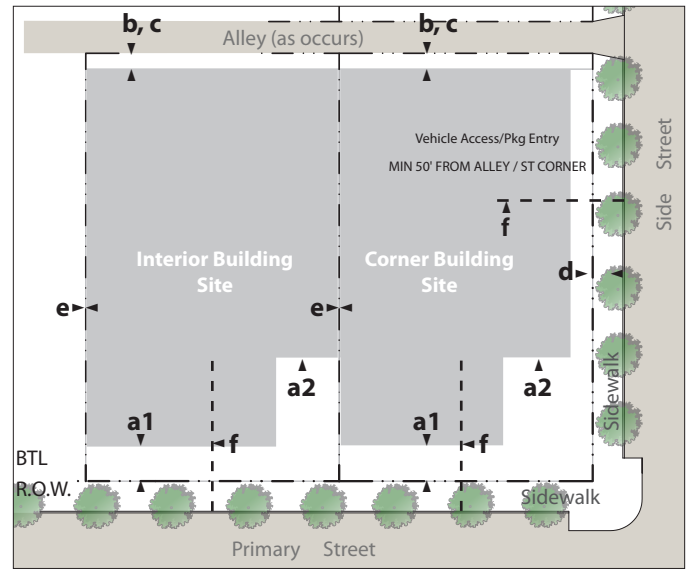 b, c
b, c
Alley (as occurs)
Vehicle Access/Pkg Entry
MIN 50' FROM ALLEY / ST CORNER
Street
Side
f
Interior Building
Site
Corner Building
Site
d
e
e
a2
a2
a1
a1
f
f
Sidewalk
BTL
R.O.W.
Sidewalk
Primary Street